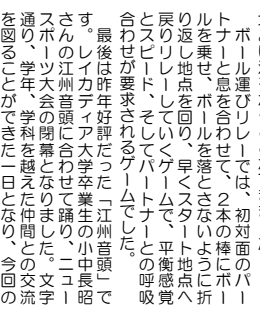 ボール運びリレーでは、初対面のパー
トナーと息を合わせて、２本の棒にボー
ルを乗せ、ボールを落とさないように折
り返し地点を回り、早くスタート地点へ
戻りリレーしていくゲームで、平衡感覚
とスピード、そしてパートナーとの呼吸
合わせが要求されるゲームでした。
最後は昨年好評だった「江州音頭」で
す。レイカディア大学卒業生の小中長昭
さんの江州音頭に合わせて踊り、ニュー
スポーツ大会の閉幕となりました。文字
通り、学年、学科を越えた仲間との交流
を図ることができた一日となり、今回の